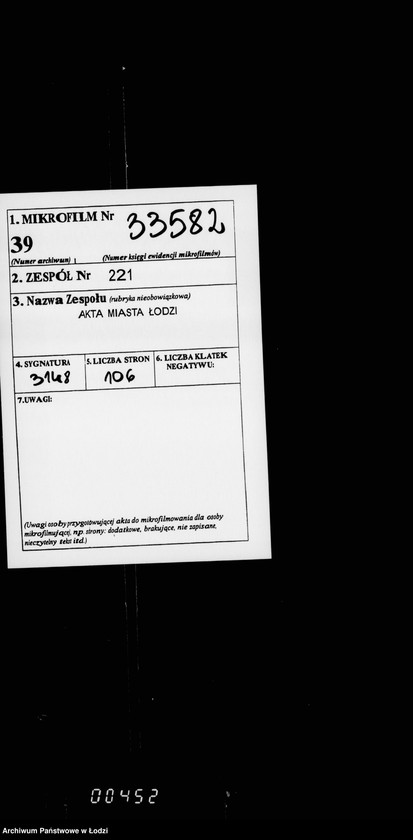 1. MIKROFILM Nr 33582
39
(Numer archiwum) (Numer księgi ewidencji mikrofilmów)
2. ZESPÓŁ Nr 221
3. Nazwa Zespołu (rubryka nieobowiązkowa)
AKTA MIASTA ŁODZI
4. SYGNATURA 5. LICZBA STRON 6. LICZBA KLATEK
NEGATYWU:
3148 106
7. UWAGI:
(Uwagi osoby przygotowującej akta do mikrofilmowania dla osoby
mikrofilmującej, np. strony: dodatkowe, brakujące, nie zapisane,
nieczytelny tekst itd.)
00452
Archiwum Państwowe w Łodzi